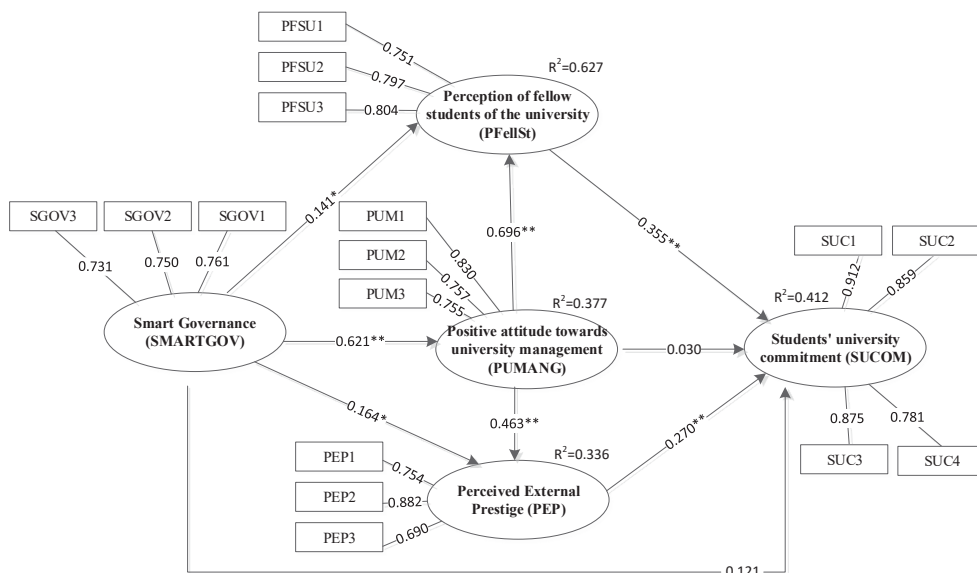 PFSU1
0.751
R²=0.627
PFSU2
0.797
PFSU3
0.804
Perception of fellow
students of the university
(PFellSt)
SGOV3
SGOV2
SGOV1
0.141*
PUM1
0.830
0.696**
0.355**
SUC1
SUC2
0.731
0.750
0.761
PUM2
0.757
0.912
0.859
PUM3
0.755
R²=0.377
R²=0.412
Smart Governance
(SMARTGOV)
0.621**
Positive attitude towards
university management
(PUMANG)
0.030
Students' university
commitment (SUCOM)
0.164*
0.463**
0.270**
0.875
0.781
PEP1
0.754
R²=0.336
SUC3
SUC4
PEP2
0.882
Perceived External
Prestige (PEP)
PEP3
0.690
0.121